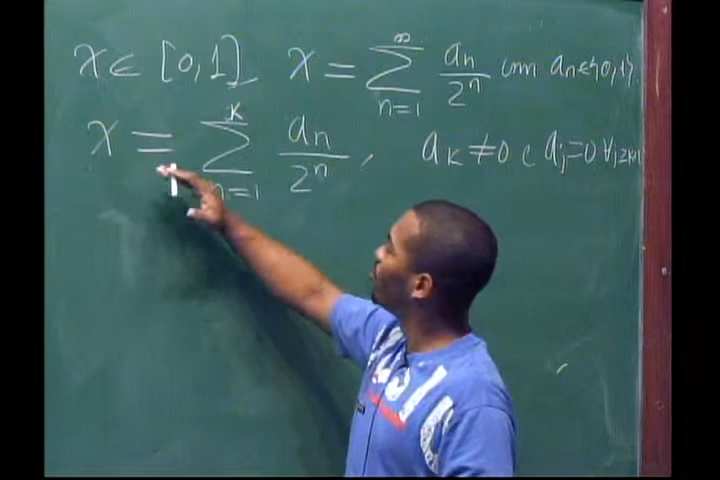 x ∈ [0,1] x = ∑_{n=1}^{∞} a_n/2^n com a_n ∈ {0,1}
x = ∑_{n=1}^{k} a_n/2^n , a_k ≠ 0 e a_j = 0 ∀ j ≥ k+1